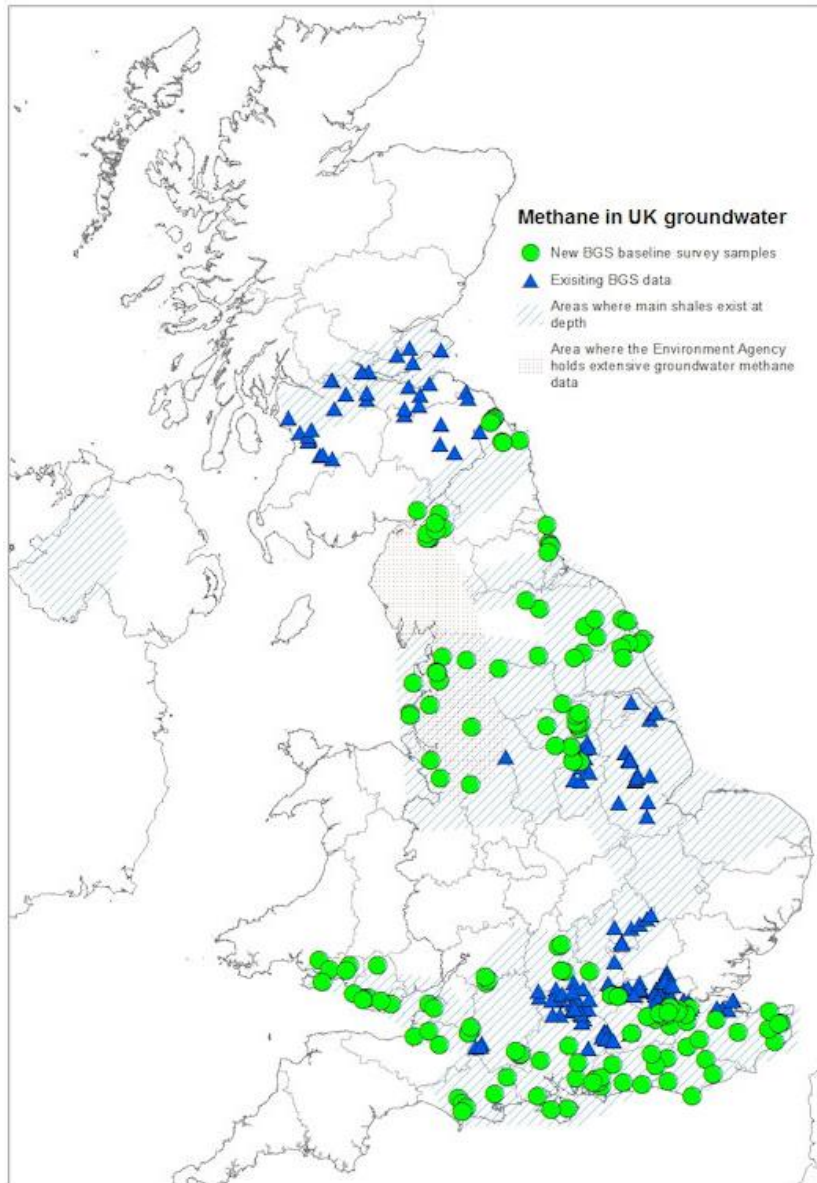 Methane in UK groundwater
New BGS baseline survey samples
Exisiting BGS data
Areas where main shales exist at
depth
Area where the Environment Agency
holds extensive groundwater methane
data